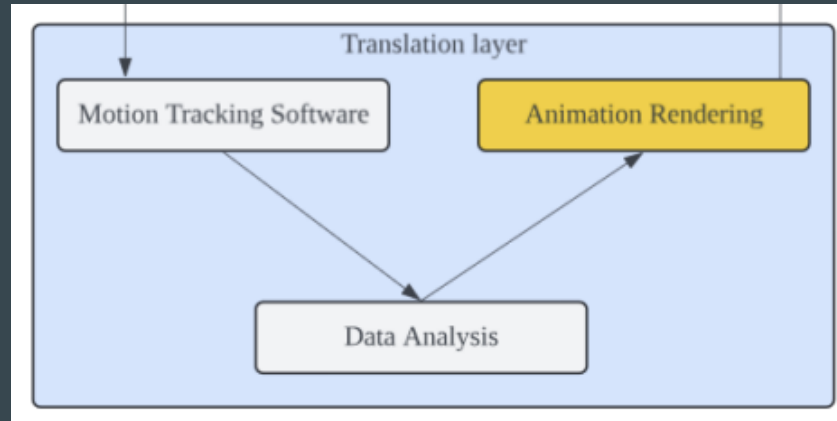 Translation layer
Motion Tracking Software
Animation Rendering
Data Analysis